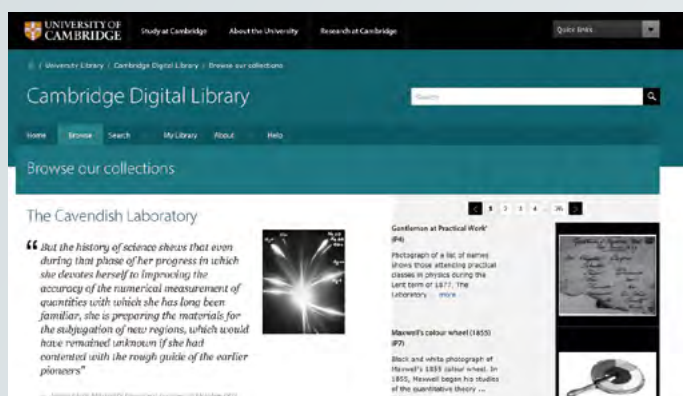 UNIVERSITY OF
CAMBRIDGE
Study at Cambridge
About the University
Research at Cambridge
Quick links
University Library / Cambridge Digital Library / Browse our collections
Cambridge Digital Library
Search
Home
Browse
Search
My Library
About
Help
Browse our collections
The Cavendish Laboratory
“ But the history of science shews that even
during that phase of her progress in which
she devotes herself to improving the
accuracy of the numerical measurement of
quantities with which she has long been
familiar, she is preparing the materials for
the subjugation of new regions, which would
have remained unknown if she had
contented with the rough guide of the earlier
pioneers”
1 2 3 4 ... 26
Gentlemen at Practical Work'
(P4)
Photograph of a list of names
shows those attending practical
classes in physics during the
Lent term of 1877. The
Laboratory ... more
Maxwell's colour wheel (1855)
(P7)
Black and white photograph of
Maxwell's 1855 colour wheel. In
1855, Maxwell began his studies
of the quantitative theory ...